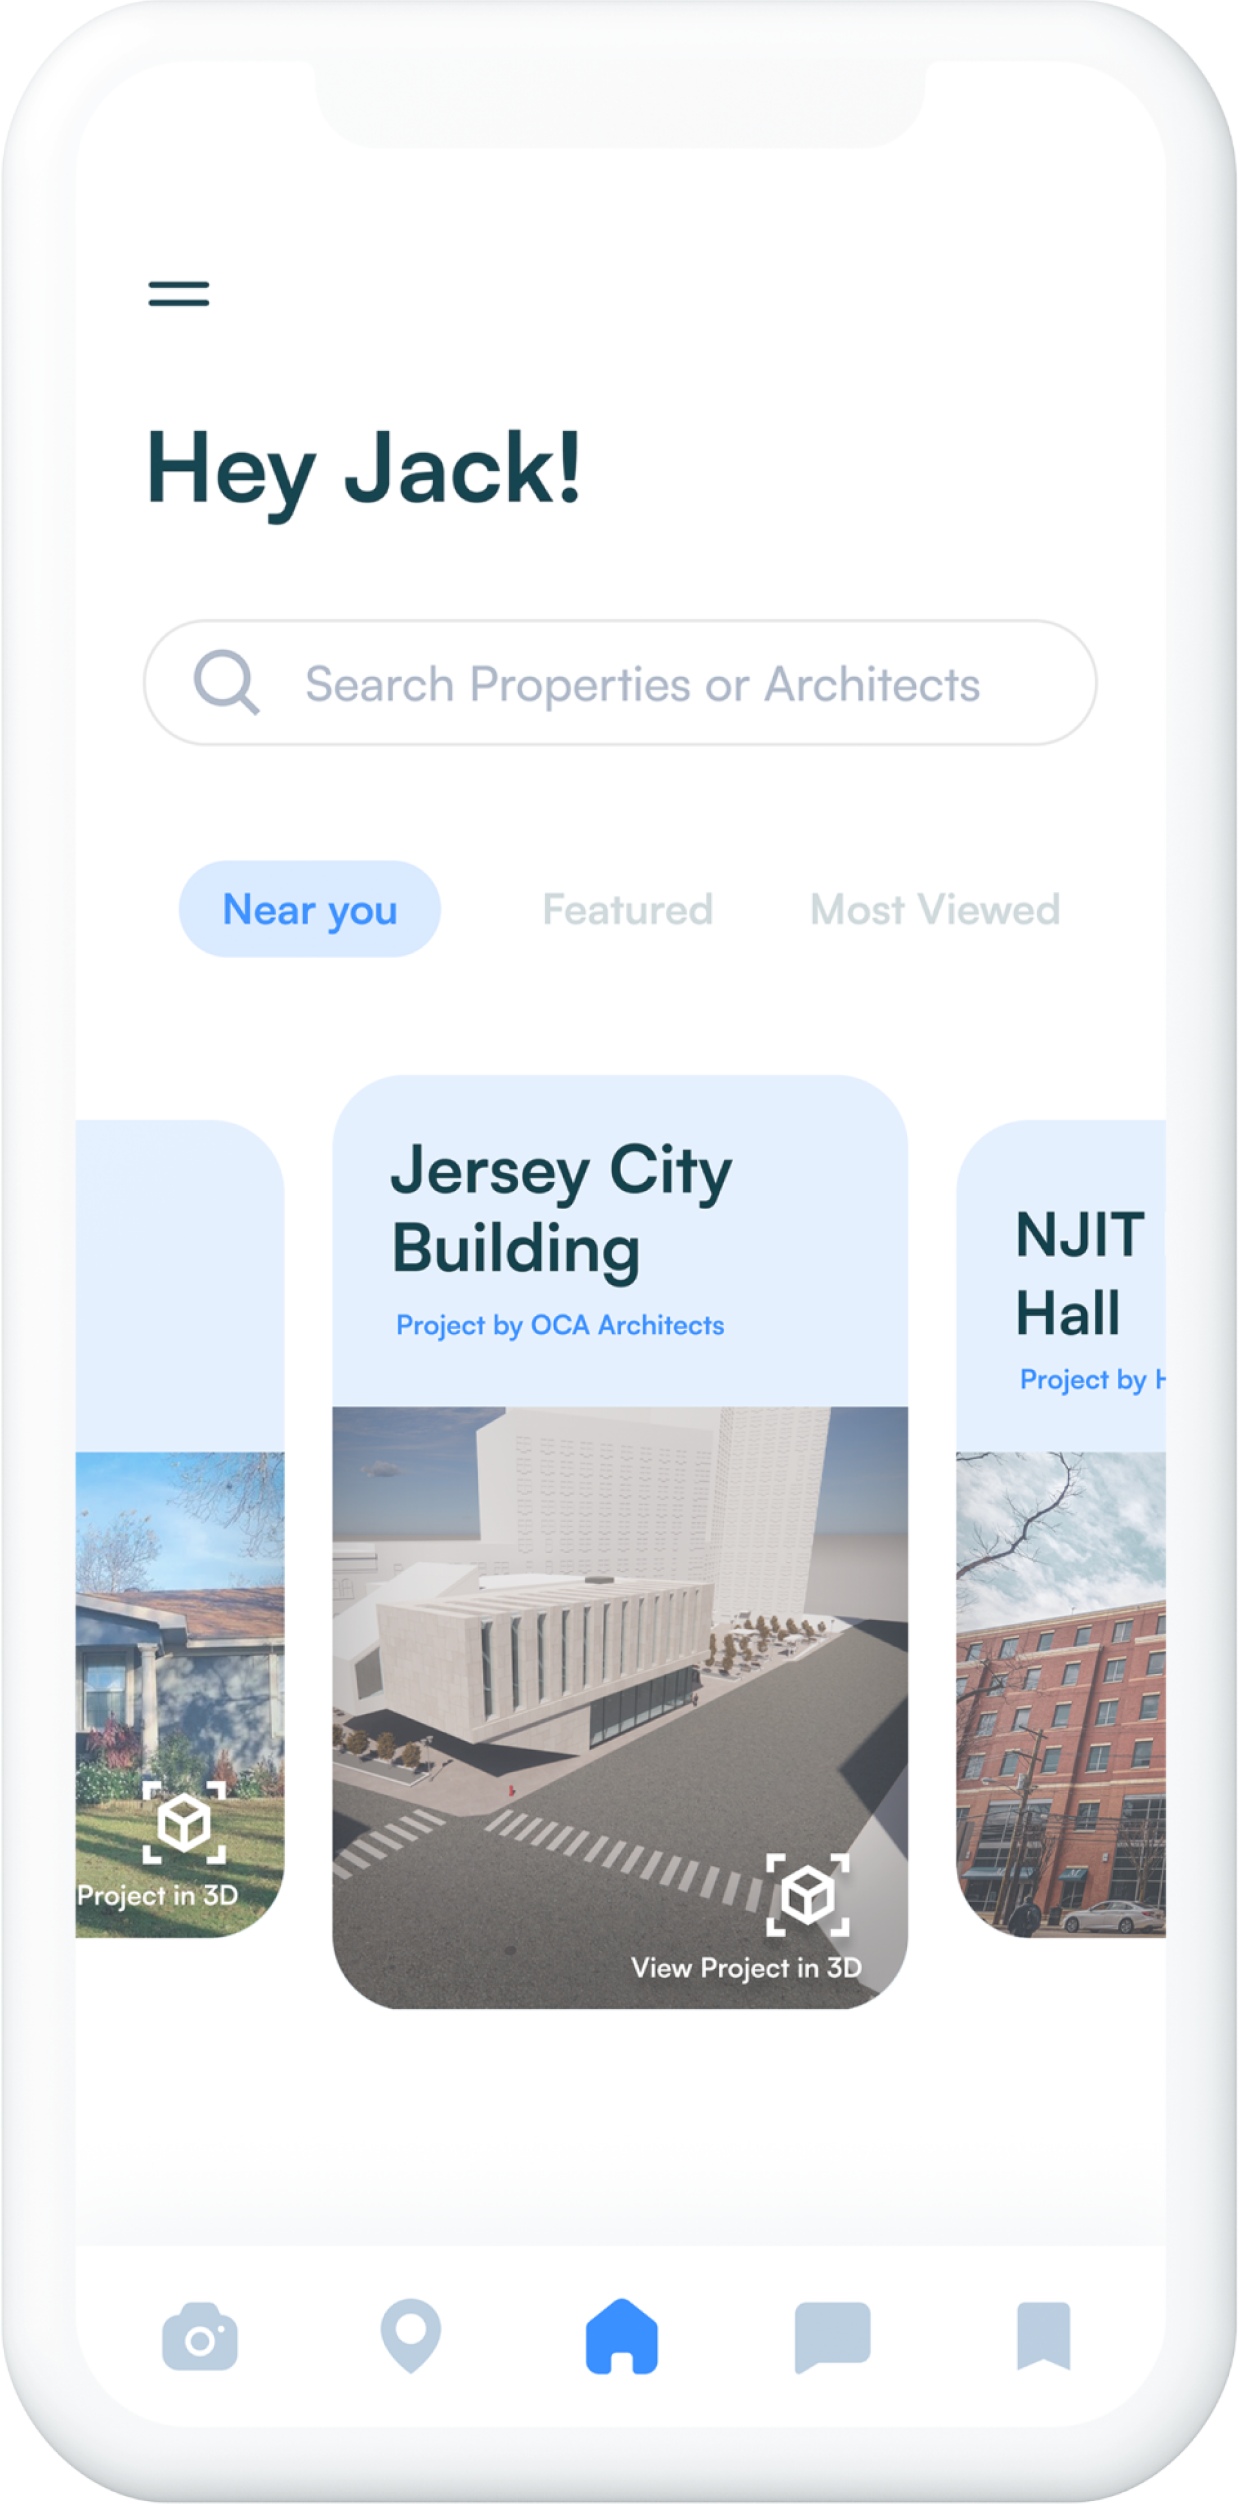 Hey Jack!
Search Properties or Architects
Near you Featured Most Viewed
Jersey City
Building
Project by OCA Architects
NJIT
Hall
Project by
Project in 3D
View Project in 3D